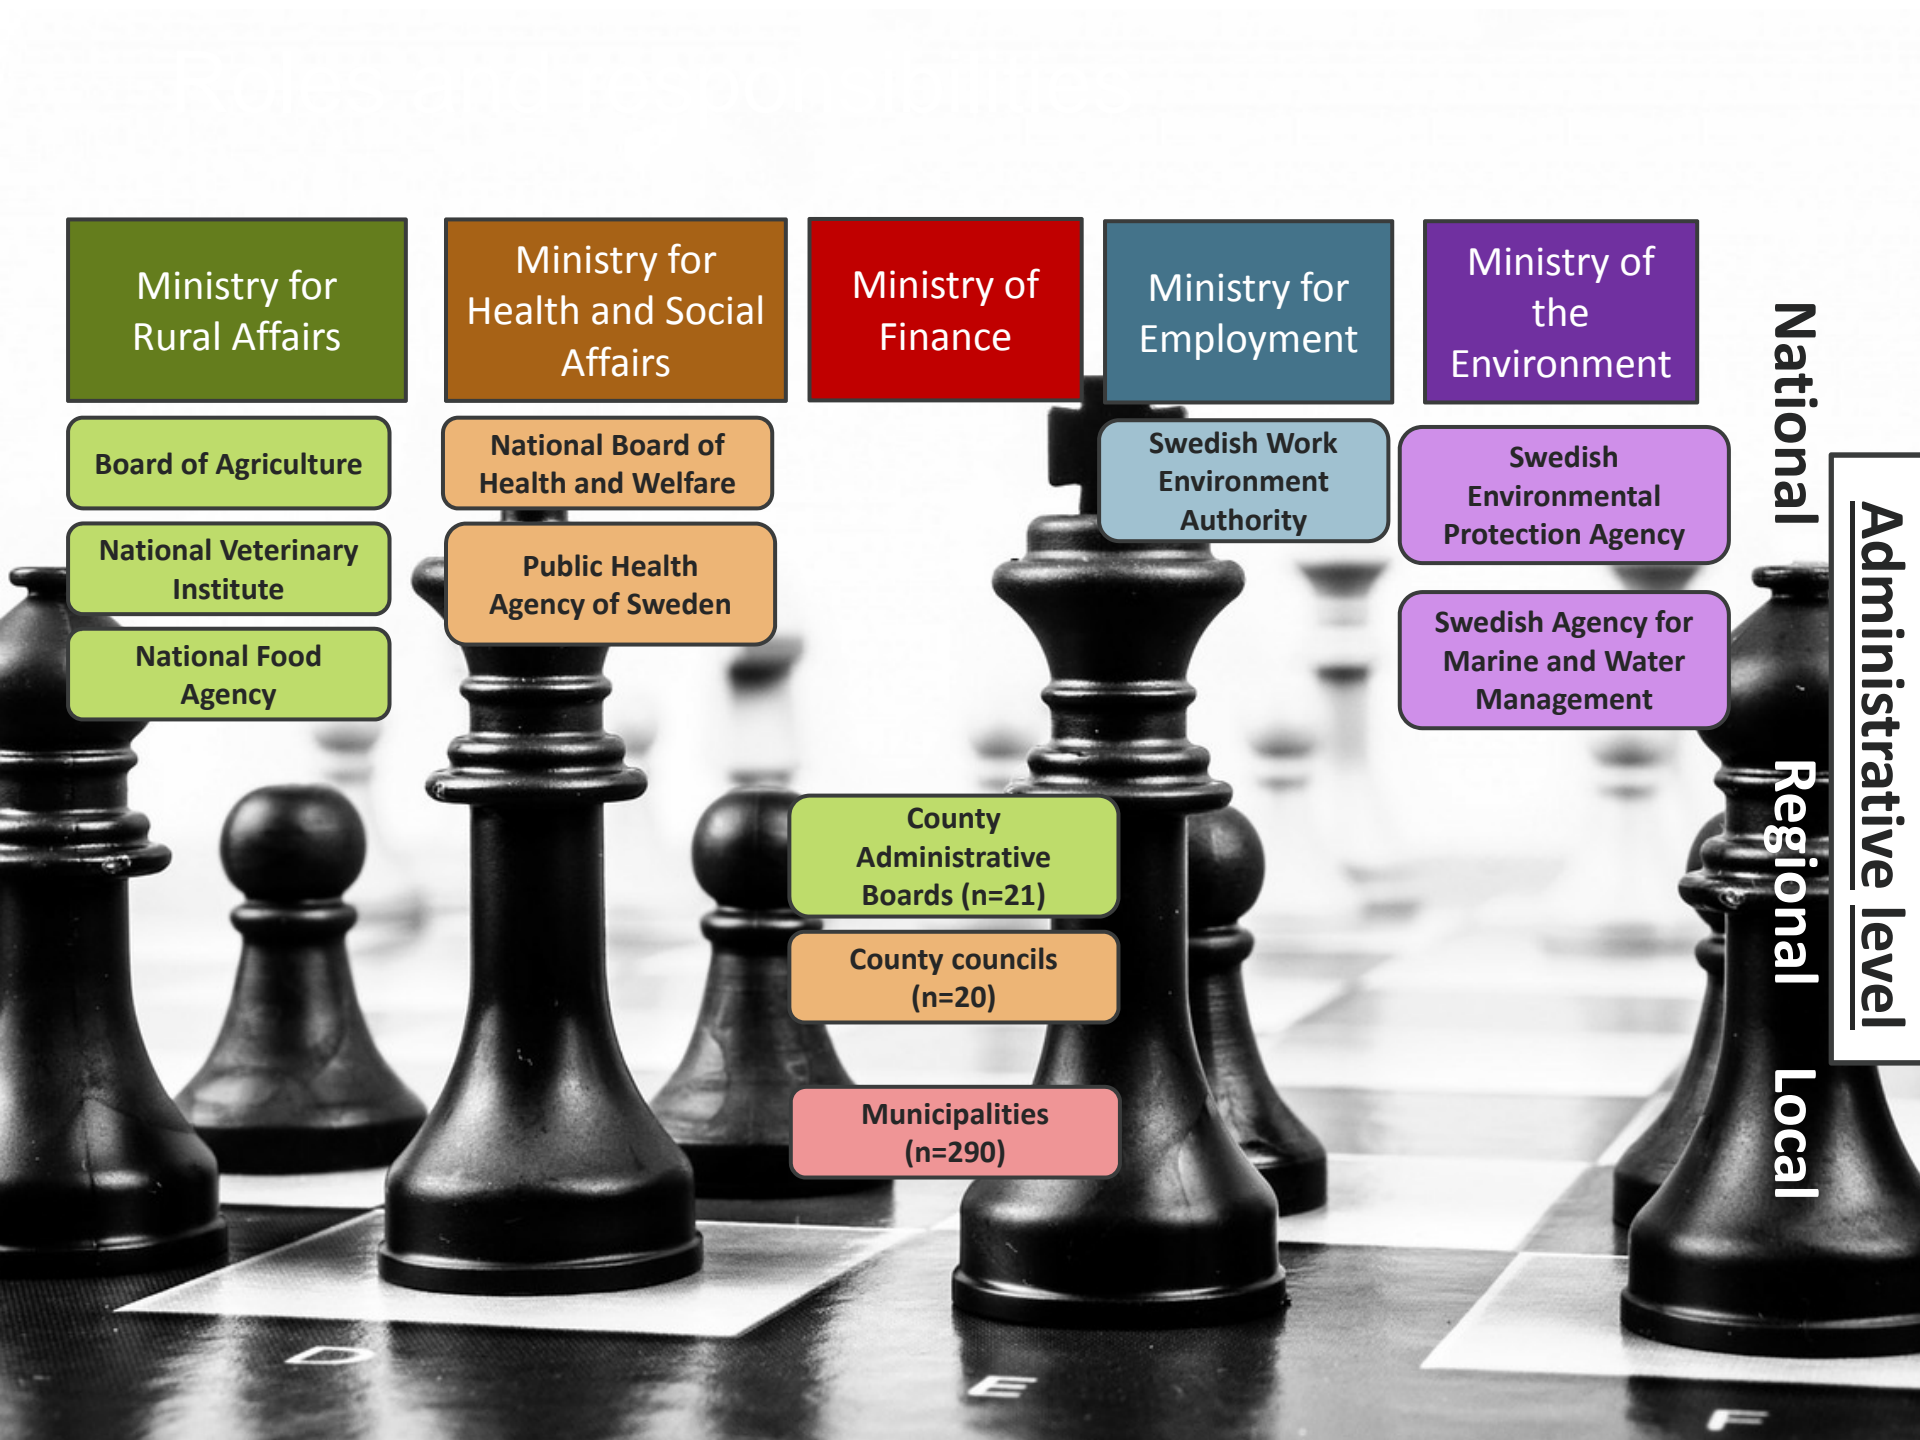 Roles and responsibilities
Ministry for
Rural Affairs
Ministry for
Health and Social
Affairs
Ministry of
Finance
Ministry for
Employment
Ministry of
the
Environment
Board of Agriculture
National Veterinary
Institute
National Food
Agency
National Board of
Health and Welfare
Public Health
Agency of Sweden
Swedish Work
Environment
Authority
Swedish
Environmental
Protection Agency
Swedish Agency for
Marine and Water
Management
County
Administrative
Boards (n=21)
County councils
(n=20)
Municipalities
(n=290)
National
Regional
Local
Administrative level
D
E
F